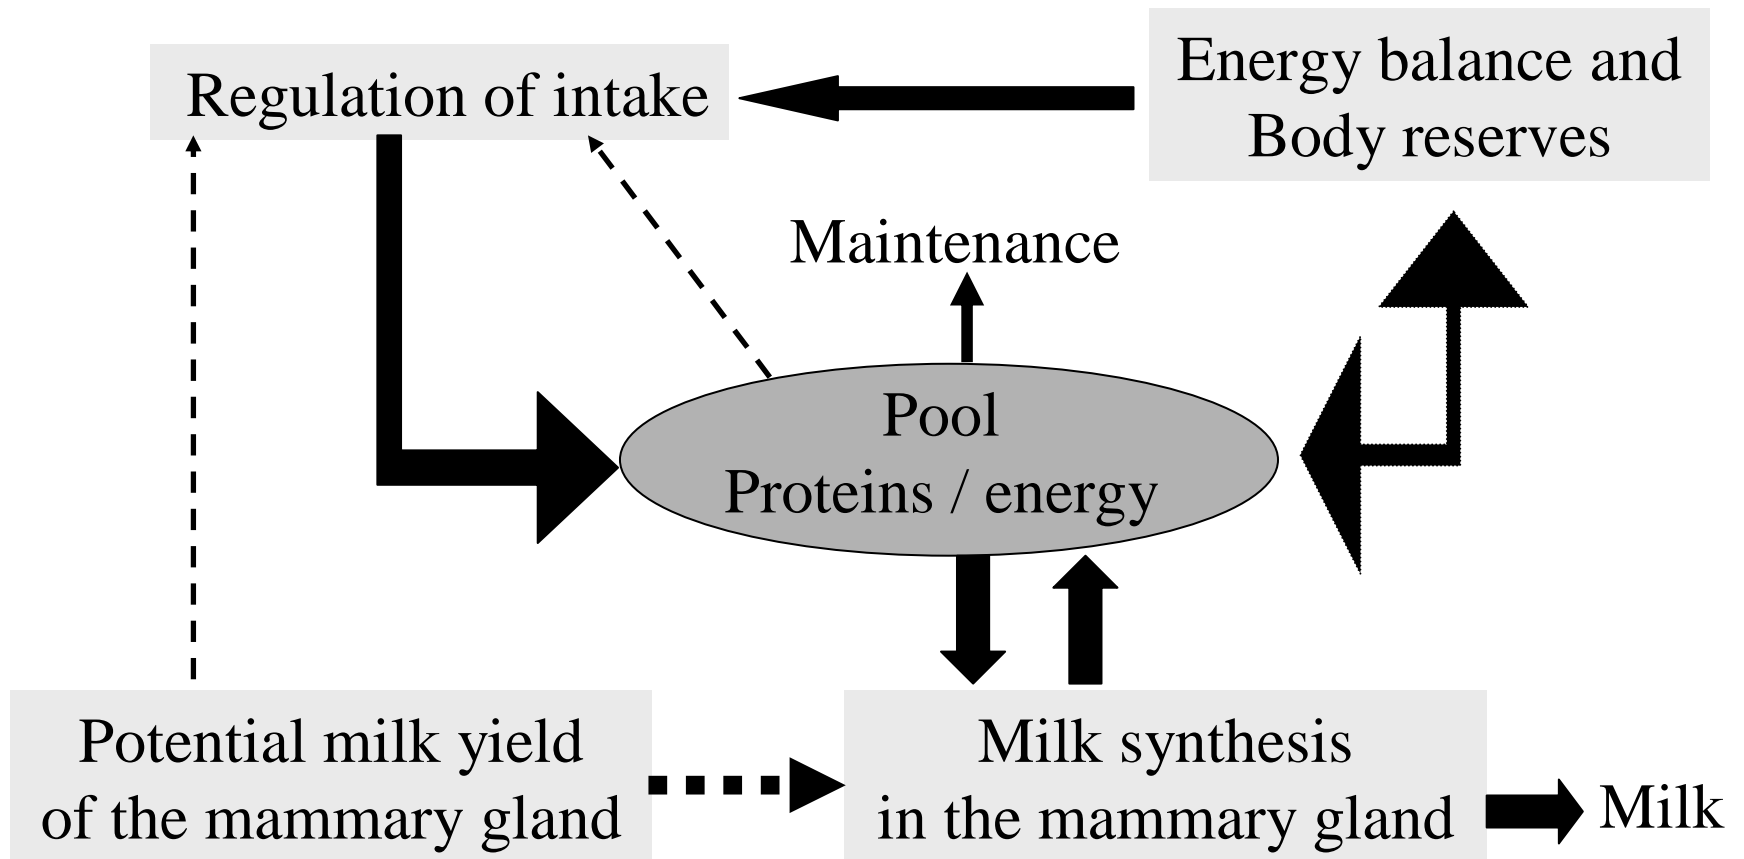 Regulation of intake
Energy balance and
Body reserves
Maintenance
Pool
Proteins / energy
Potential milk yield
of the mammary gland
Milk synthesis
in the mammary gland
Milk